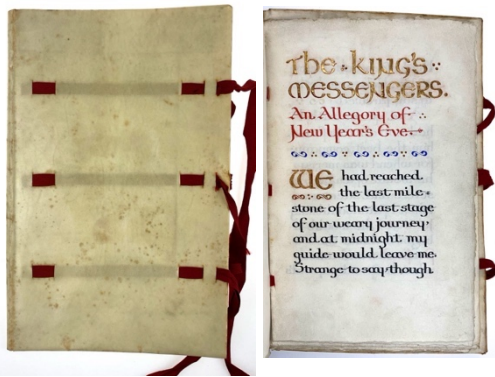 The King's
Messengers.
An Allegory of
New Year's Eve.
WE had reached
the last mile
stone of the last stage
of our weary journey,
and at midnight my
guide would leave me.
Strange to say, though,